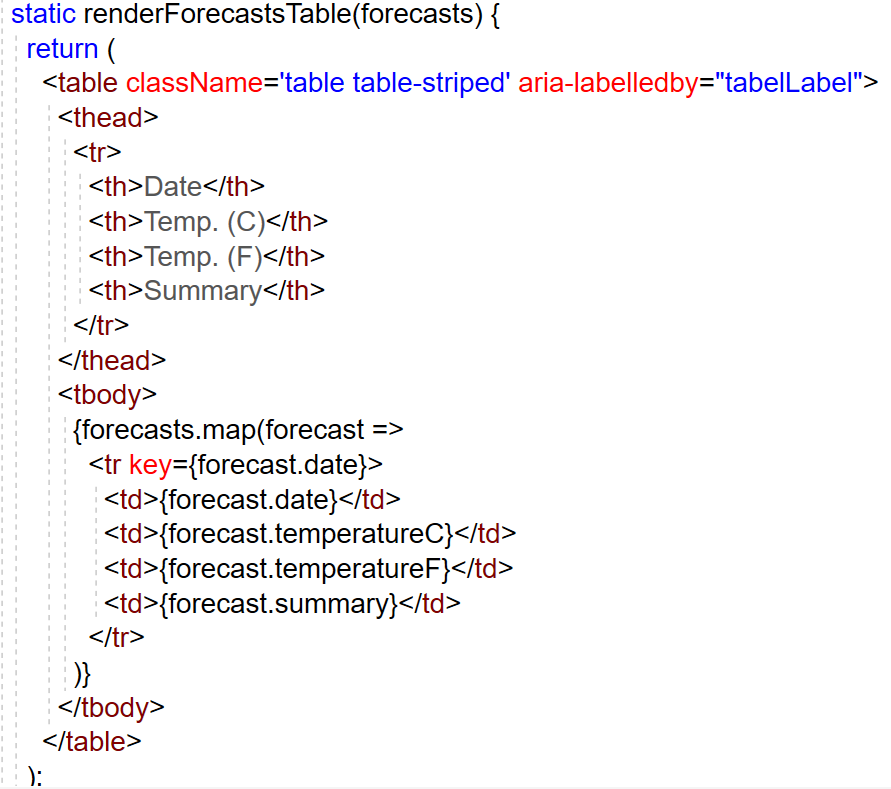 static renderForecastsTable(forecasts) {
return (
<table className='table table-striped' aria-labelledby="tabelLabel">
<thead>
<tr>
<th>Date</th>
<th>Temp. (C)</th>
<th>Temp. (F)</th>
<th>Summary</th>
</tr>
</thead>
<tbody>
{forecasts.map(forecast =>
<tr key={forecast.date}>
<td>{forecast.date}</td>
<td>{forecast.temperatureC}</td>
<td>{forecast.temperatureF}</td>
<td>{forecast.summary}</td>
</tr>
)}
</tbody>
</table>
);